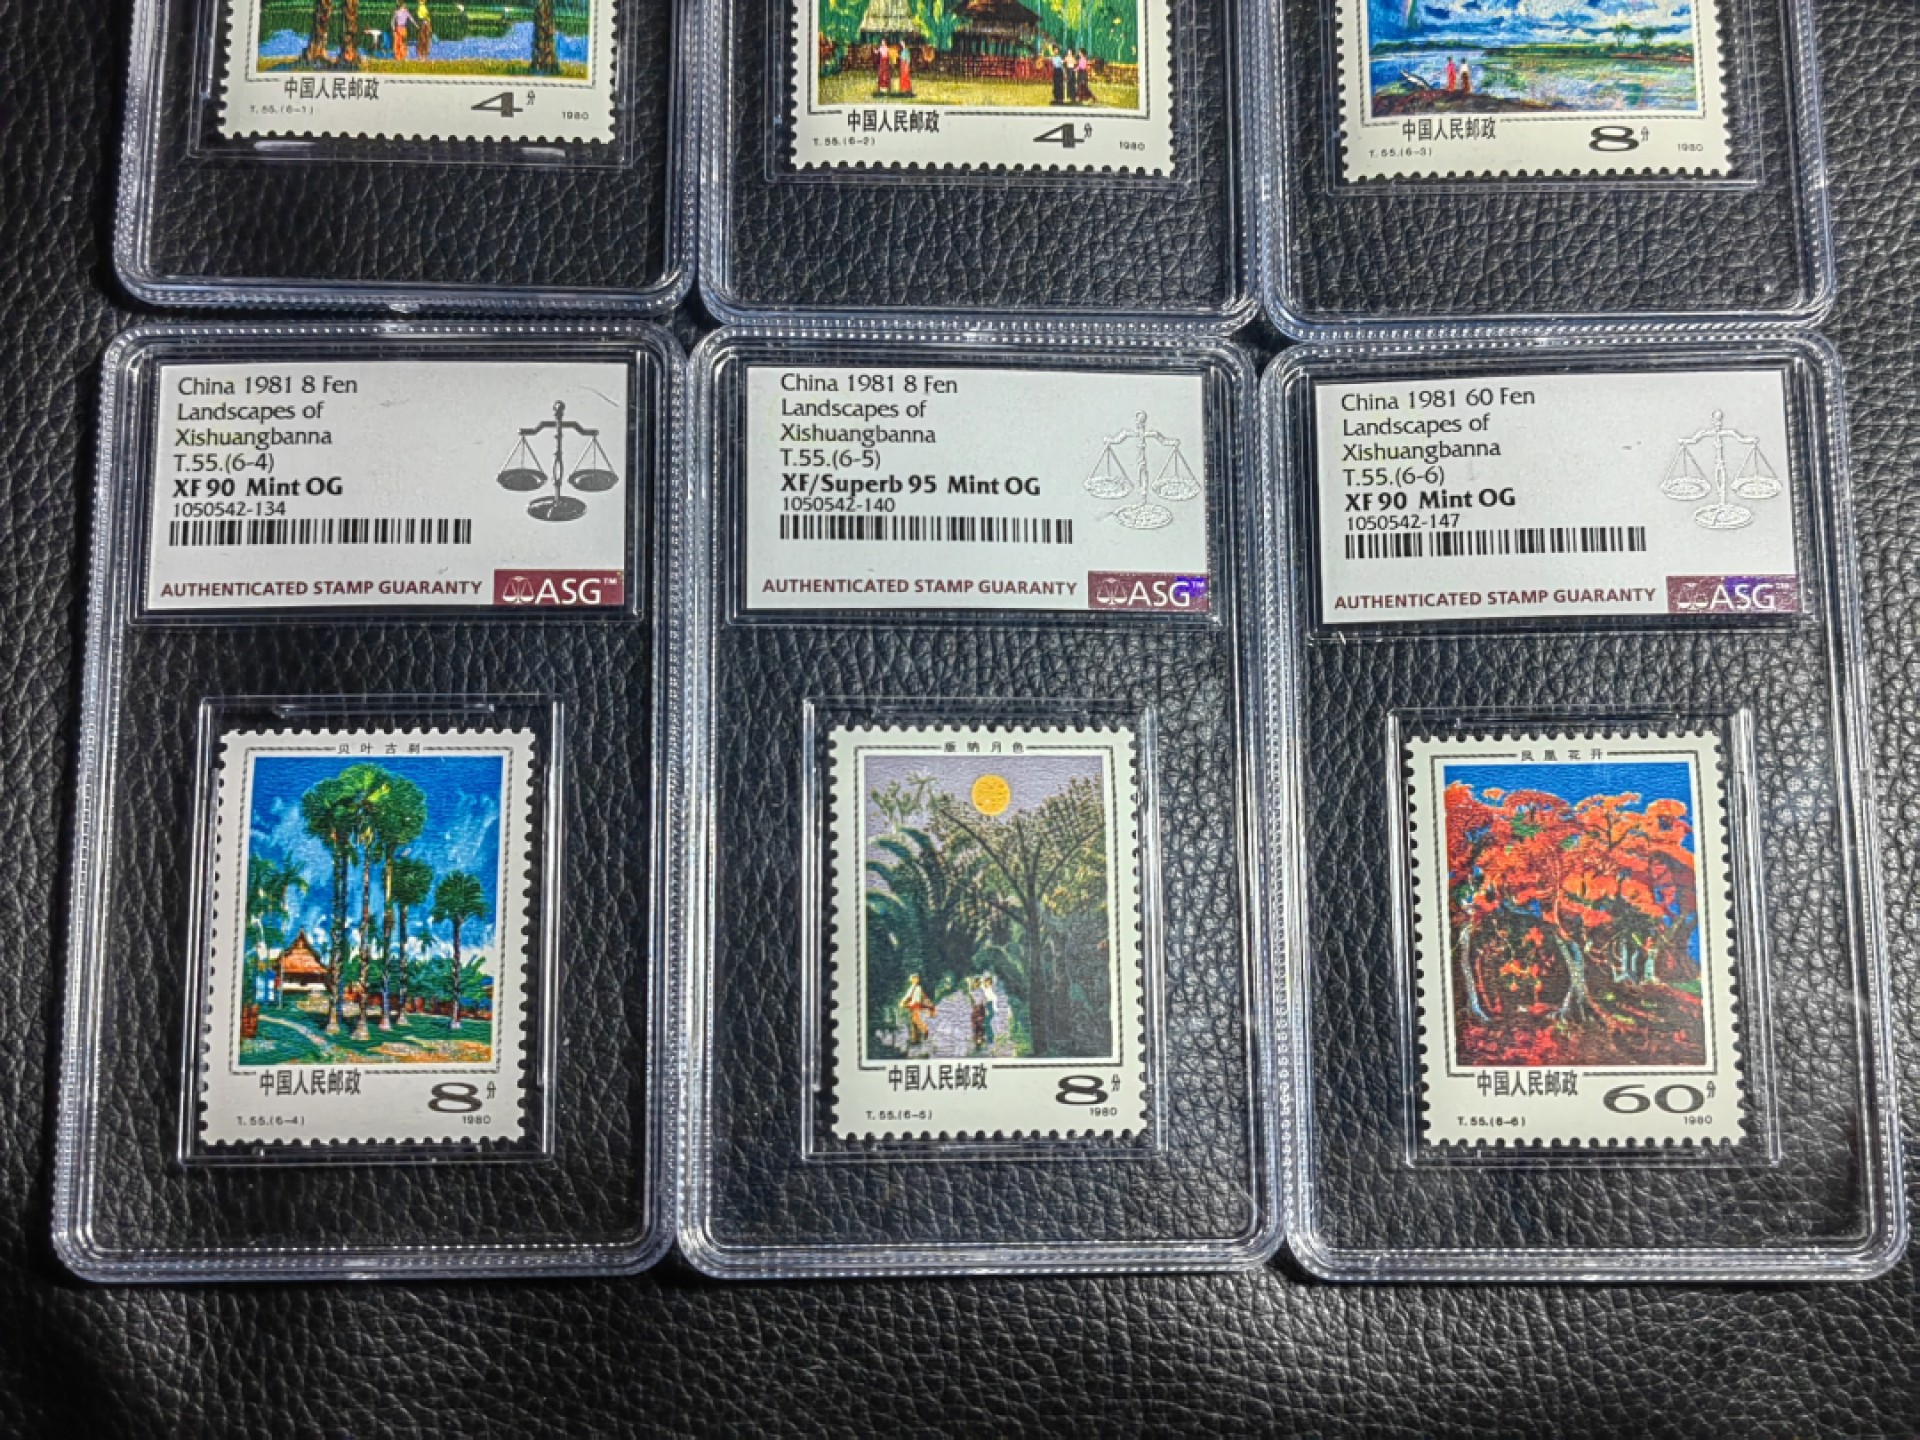 中国人民邮政
4分
T.55.(6-1)
1980
中国人民邮政
4分
T.55.(6-2)
1980
中国人民邮政
8分
T.55.(6-3)
1980
China 1981 8 Fen
Landscapes of
Xishuangbanna
T.55.(6-4)
XF 90 Mint OG
1050542-134
AUTHENTICATED STAMP GUARANTY
ASG™
贝叶古刹
中国人民邮政
8分
T.55.(6-4)
1980
China 1981 8 Fen
Landscapes of
Xishuangbanna
T.55.(6-5)
XF/Superb 95 Mint OG
1050542-140
AUTHENTICATED STAMP GUARANTY
ASG™
版纳月色
中国人民邮政
8分
T.55.(6-5)
1980
China 1981 60 Fen
Landscapes of
Xishuangbanna
T.55.(6-6)
XF 90 Mint OG
1050542-147
AUTHENTICATED STAMP GUARANTY
ASG™
凤凰花开
中国人民邮政
60分
T.55.(6-6)
1980